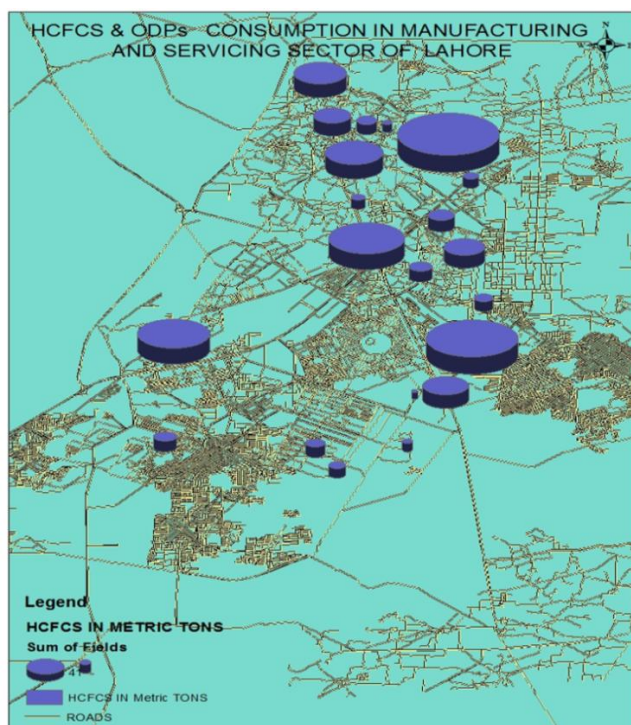 HCFCS & ODPs CONSUMPTION IN MANUFACTURING
AND SERVICING SECTOR OF LAHORE
N
W E
S
Legend
HCFCS IN METRIC TONS
Sum of Fields
HCFCS IN Metric TONS
ROADS